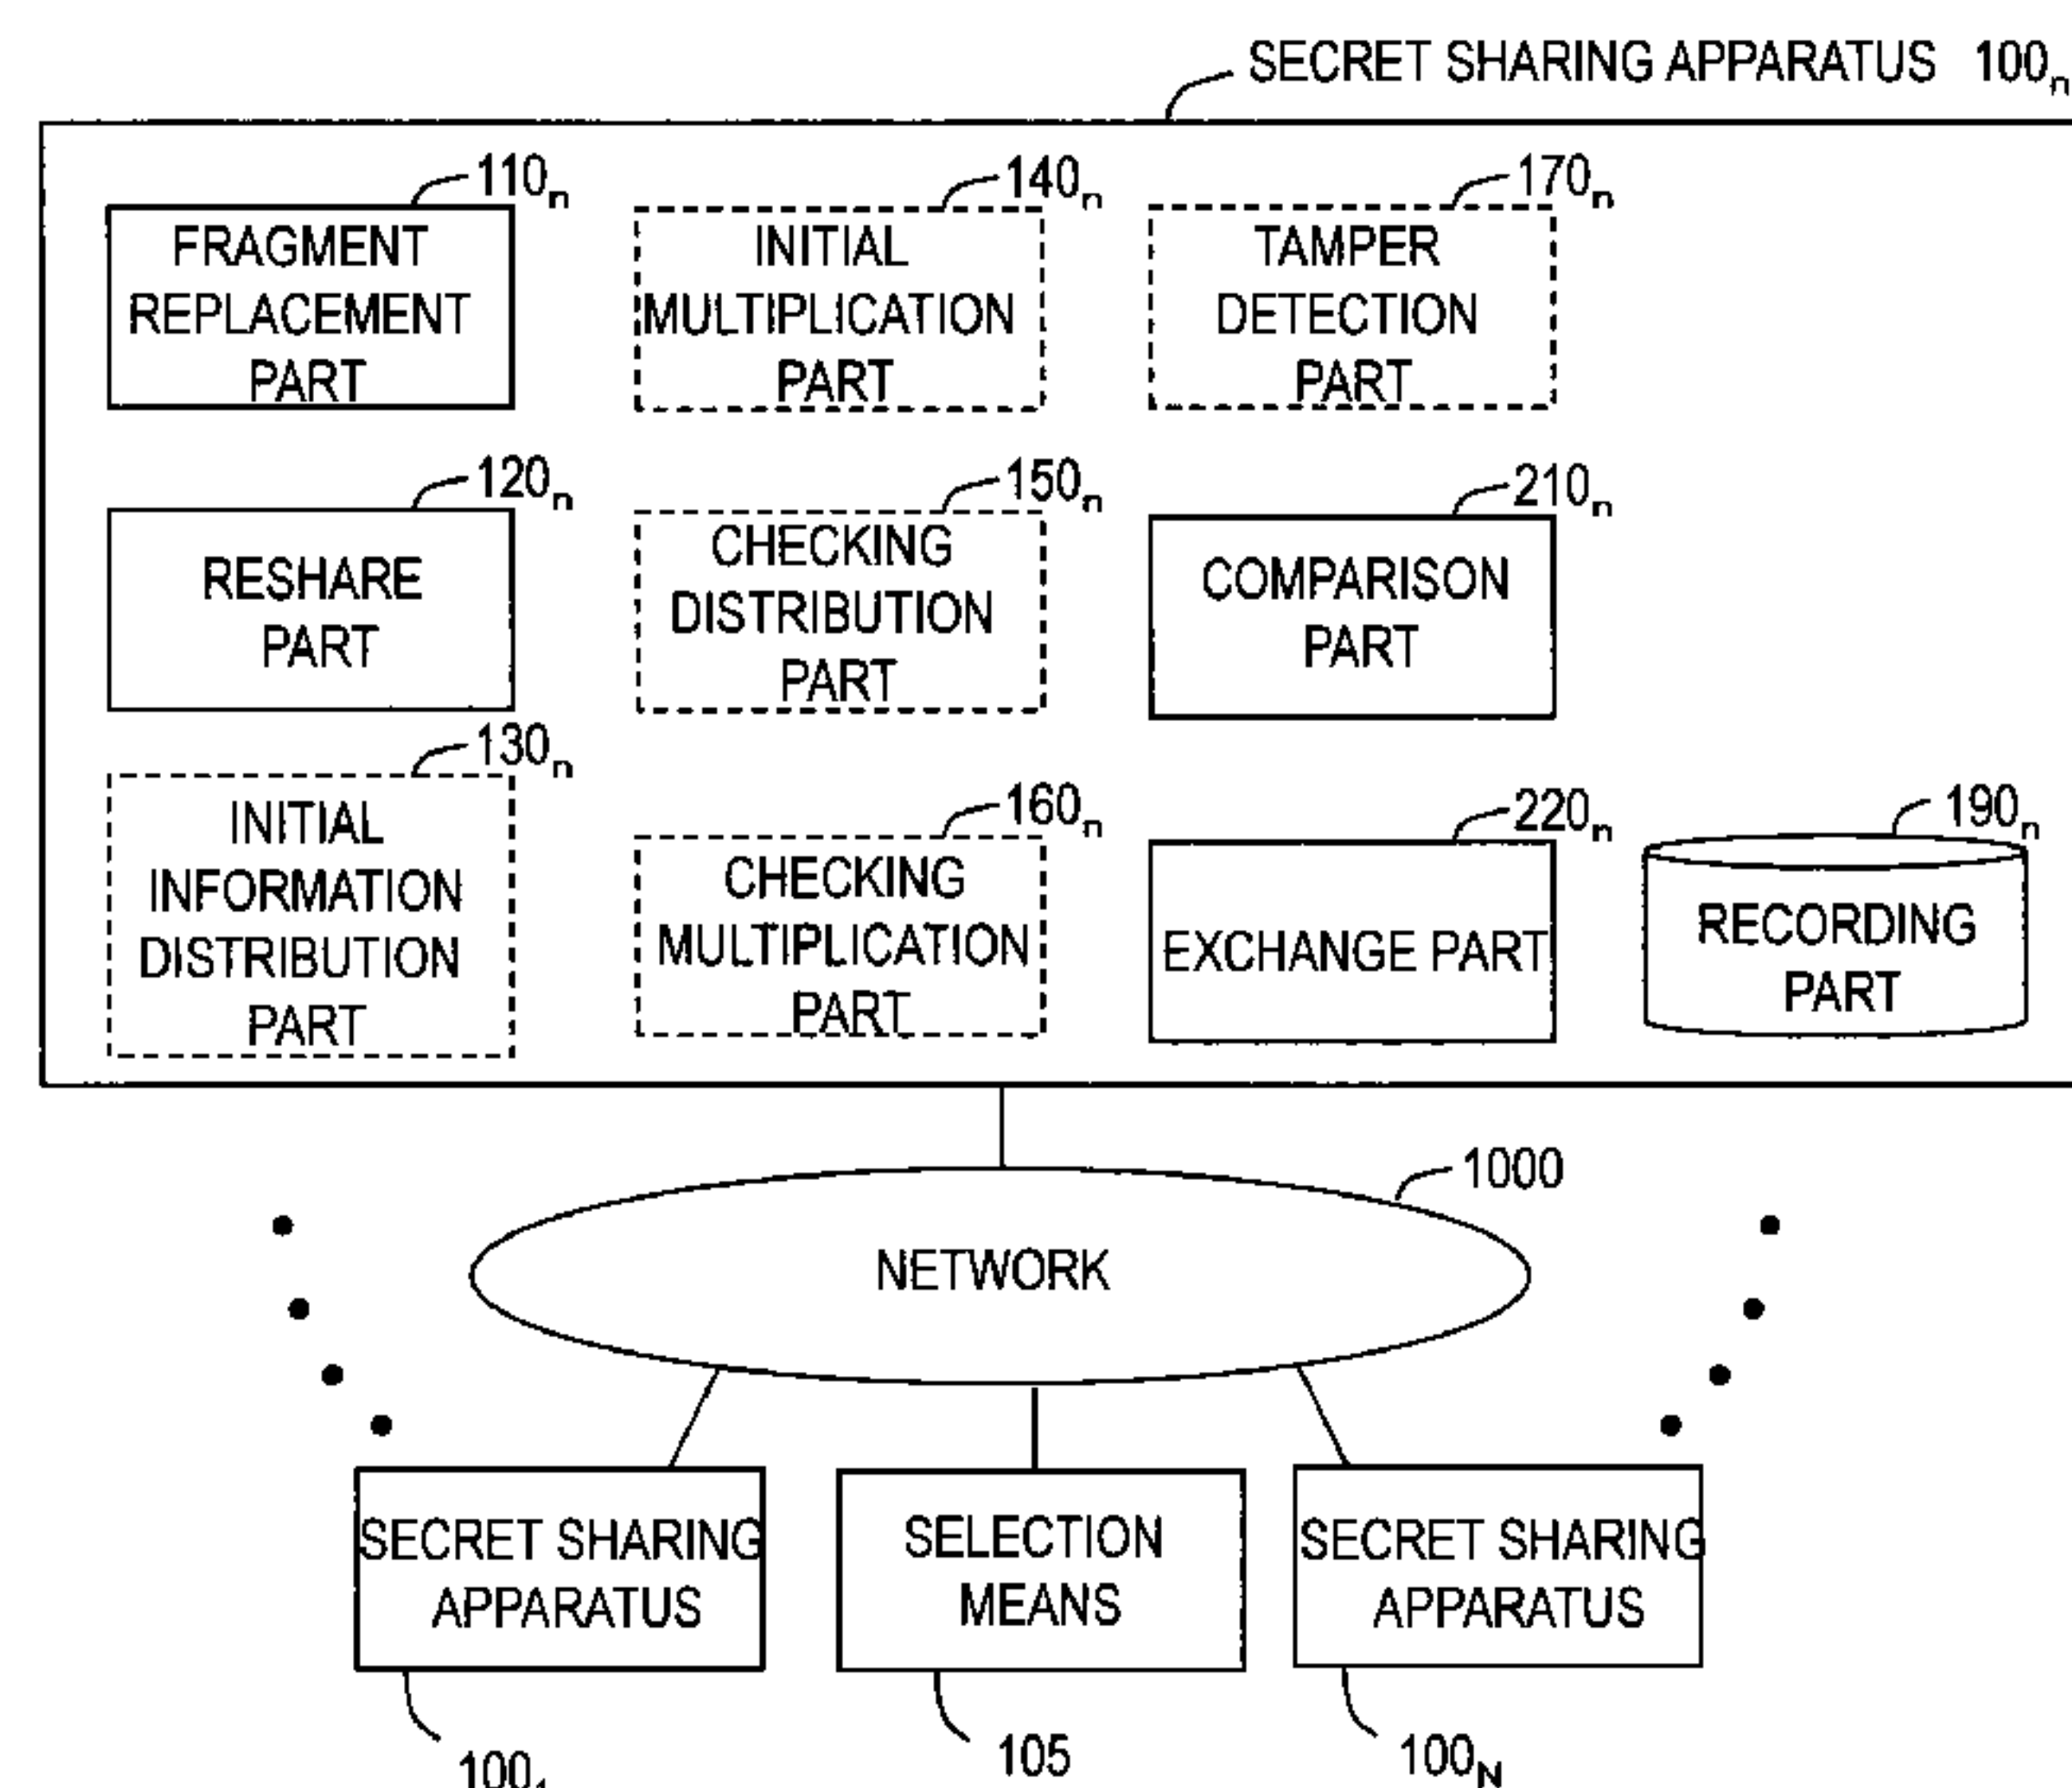 SECRET SHARING APPARATUS 100n
110n
FRAGMENT
REPLACEMENT
PART
140n
INITIAL
MULTIPLICATION
PART
170n
TAMPER
DETECTION
PART
120n
RESHARE
PART
150n
CHECKING
DISTRIBUTION
PART
210n
COMPARISON
PART
130n
INITIAL
INFORMATION
DISTRIBUTION
PART
160n
CHECKING
MULTIPLICATION
PART
220n
EXCHANGE PART
190n
RECORDING
PART
1000
NETWORK
SECRET SHARING
APPARATUS
1001
SELECTION
MEANS
105
SECRET SHARING
APPARATUS
100N